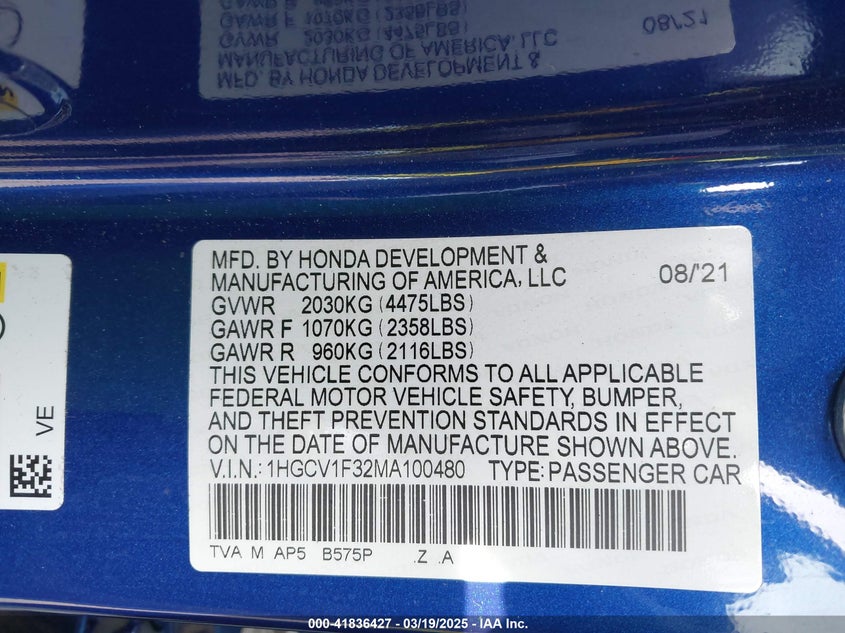 MFD. BY HONDA DEVELOPMENT &
MANUFACTURING OF AMERICA, LLC 08/'21
GVWR 2030KG (4475LBS)
GAWR F 1070KG (2358LBS)
GAWR R 960KG (2116LBS)
THIS VEHICLE CONFORMS TO ALL APPLICABLE
FEDERAL MOTOR VEHICLE SAFETY, BUMPER,
AND THEFT PREVENTION STANDARDS IN EFFECT
ON THE DATE OF MANUFACTURE SHOWN ABOVE.
V.I.N.: 1HGCV1F32MA100480 TYPE: PASSENGER CAR
TVA M AP5 B575P .Z .A
VE
000-41836427 - 03/19/2025 - IAA Inc.